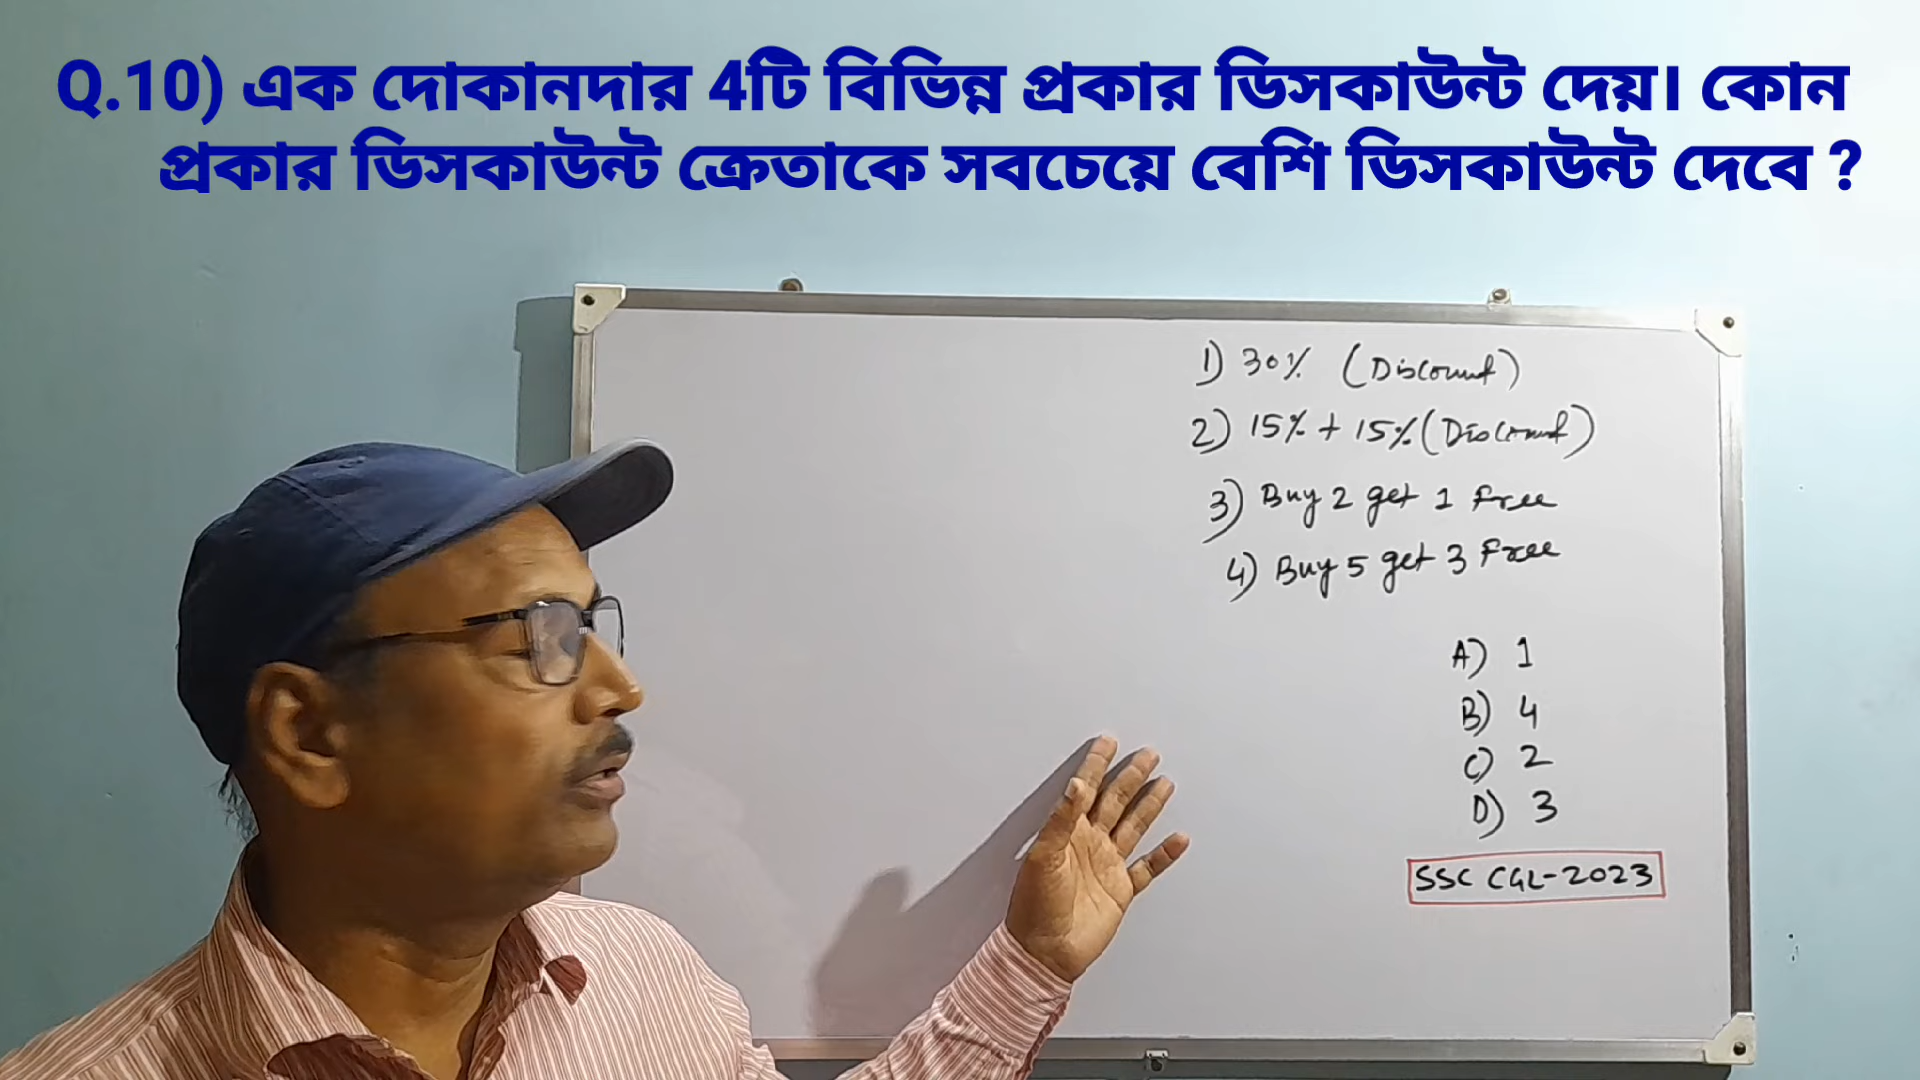 Q.10) এক দোকানদার 4টি বিভিন্ন প্রকার ডিসকাউন্ট দেয়। কোন
প্রকার ডিসকাউন্ট ক্রেতাকে সবচেয়ে বেশি ডিসকাউন্ট দেবে ?
1) 30% (Discount)
2) 15% + 15% (Discount)
3) Buy 2 get 1 Free
4) Buy 5 get 3 Free
A) 1
B) 4
C) 2
D) 3
SSC CGL-2023